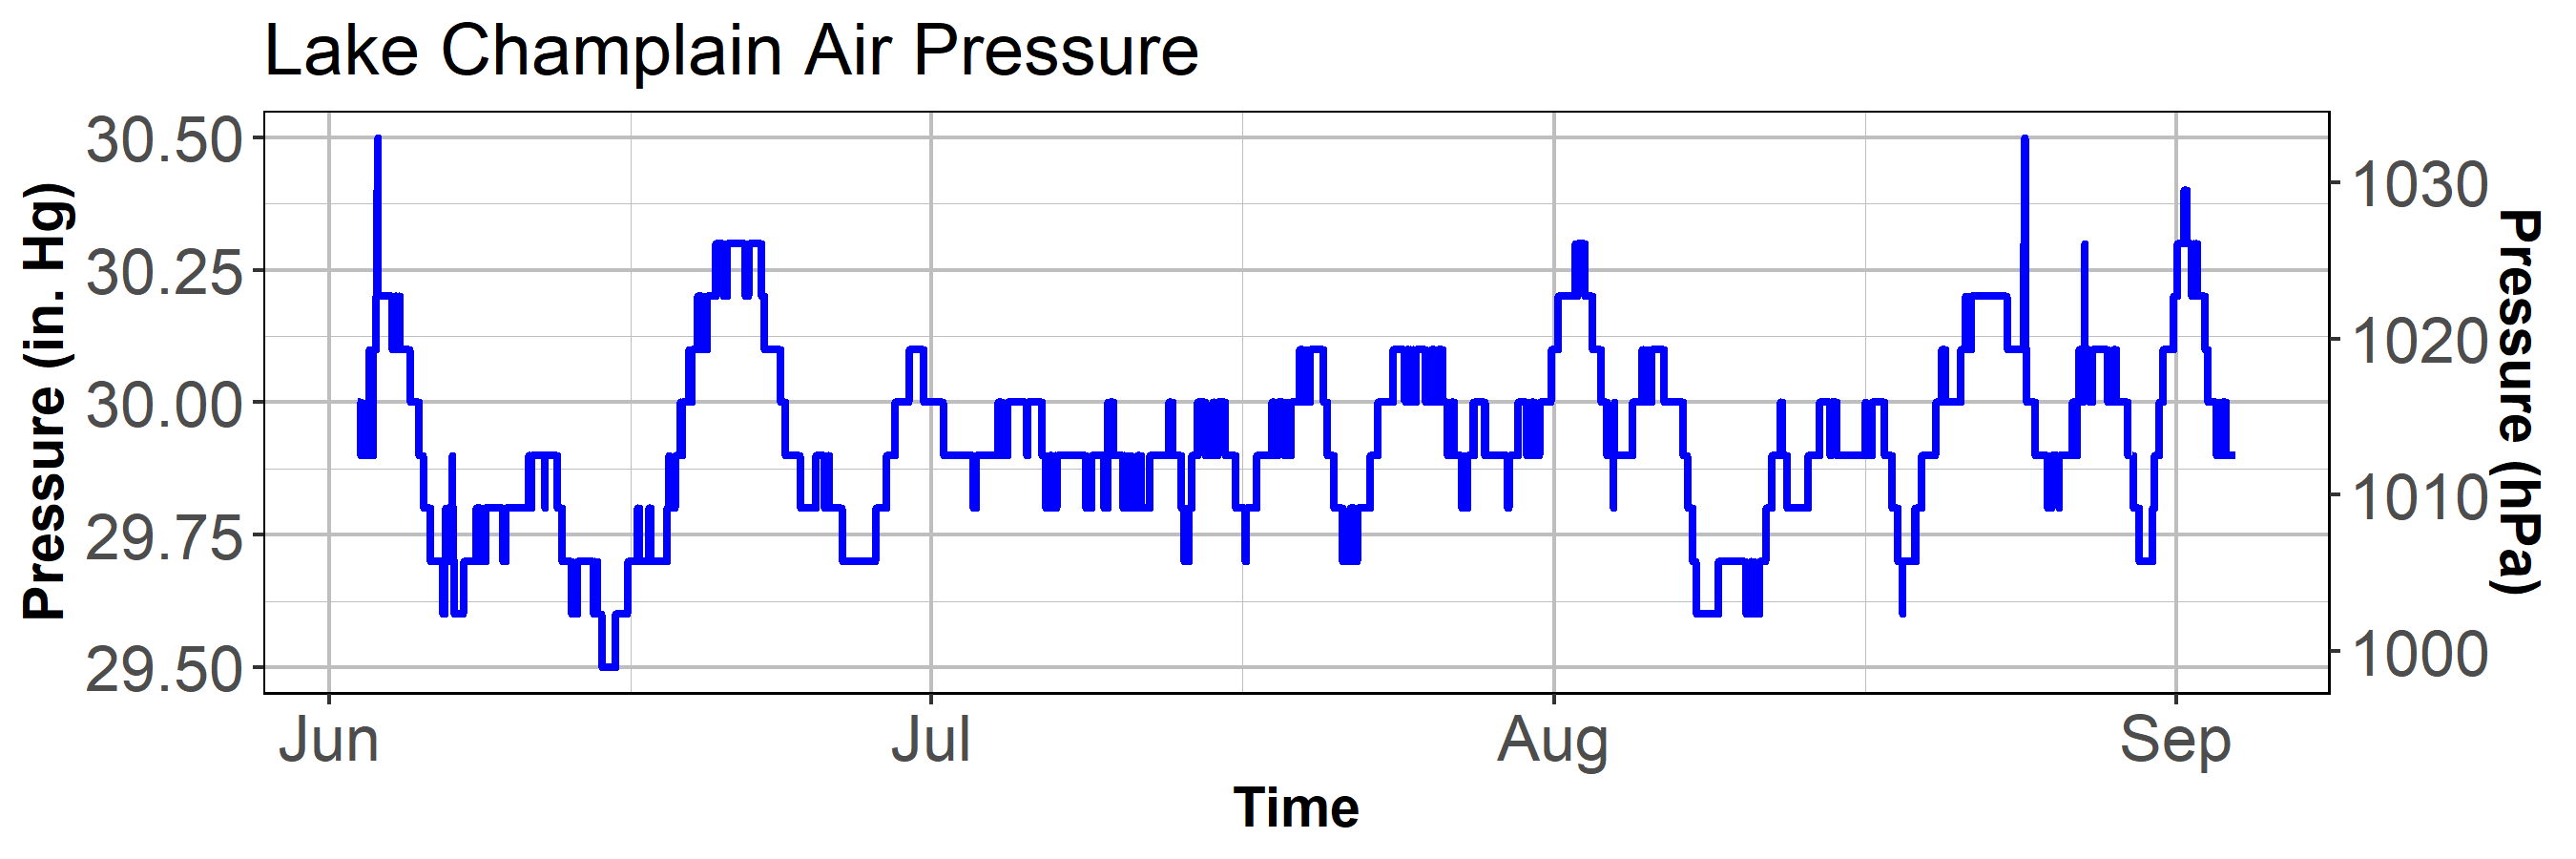 Lake Champlain Air Pressure
Pressure (in. Hg)
30.50
30.25
30.00
29.75
29.50
1030
1020
1010
1000
Pressure (hPa)
Jun Jul Aug Sep
Time